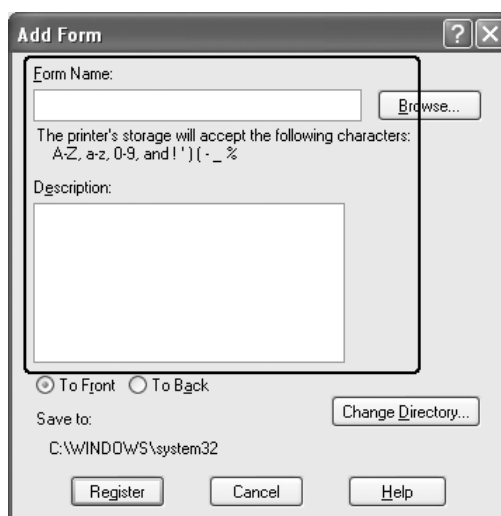 Add Form
Form Name:
Browse...
The printer's storage will accept the following characters:
A-Z, a-z, 0-9, and ! ' ) ( - _ %
Description:
To Front To Back
Save to:
Change Directory...
C:\WINDOWS\system32
Register Cancel Help